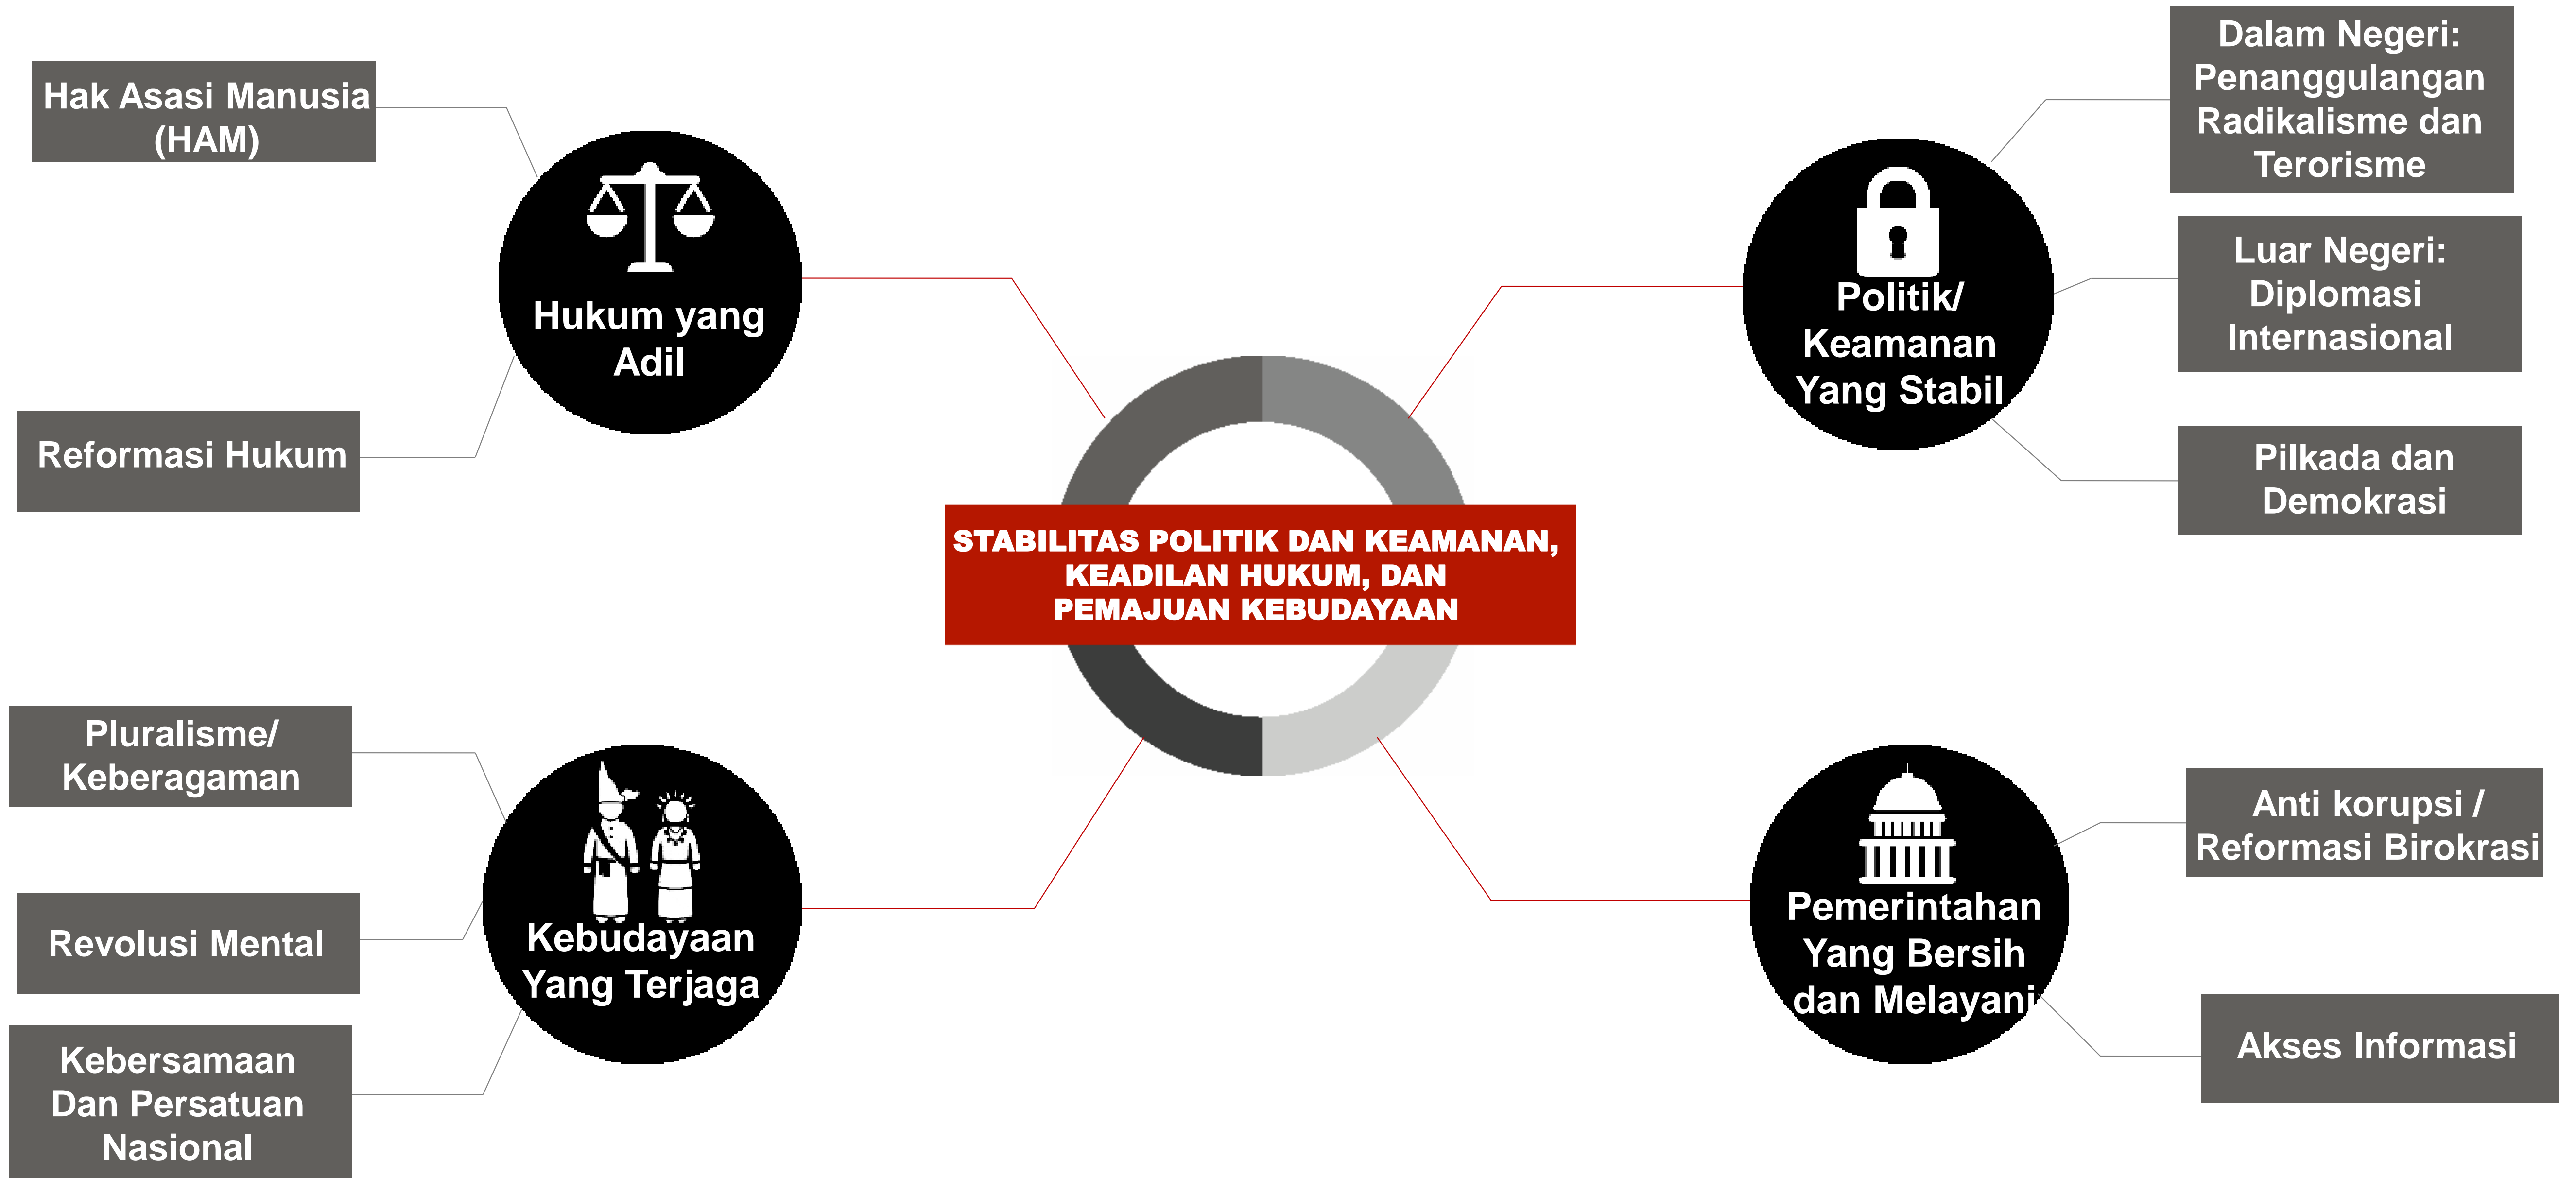 Hak Asasi Manusia
(HAM)
Hukum yang
Adil
Reformasi Hukum
Dalam Negeri:
Penanggulangan
Radikalisme dan
Terorisme
Politik/
Keamanan
Yang Stabil
Luar Negeri:
Diplomasi
Internasional
Pilkada dan
Demokrasi
STABILITAS POLITIK DAN KEAMANAN,
KEADILAN HUKUM, DAN
PEMAJUAN KEBUDAYAAN
Pluralisme/
Keberagaman
Revolusi Mental
Kebudayaan
Yang Terjaga
Kebersamaan
Dan Persatuan
Nasional
Pemerintahan
Yang Bersih
dan Melayani
Anti korupsi /
Reformasi Birokrasi
Akses Informasi